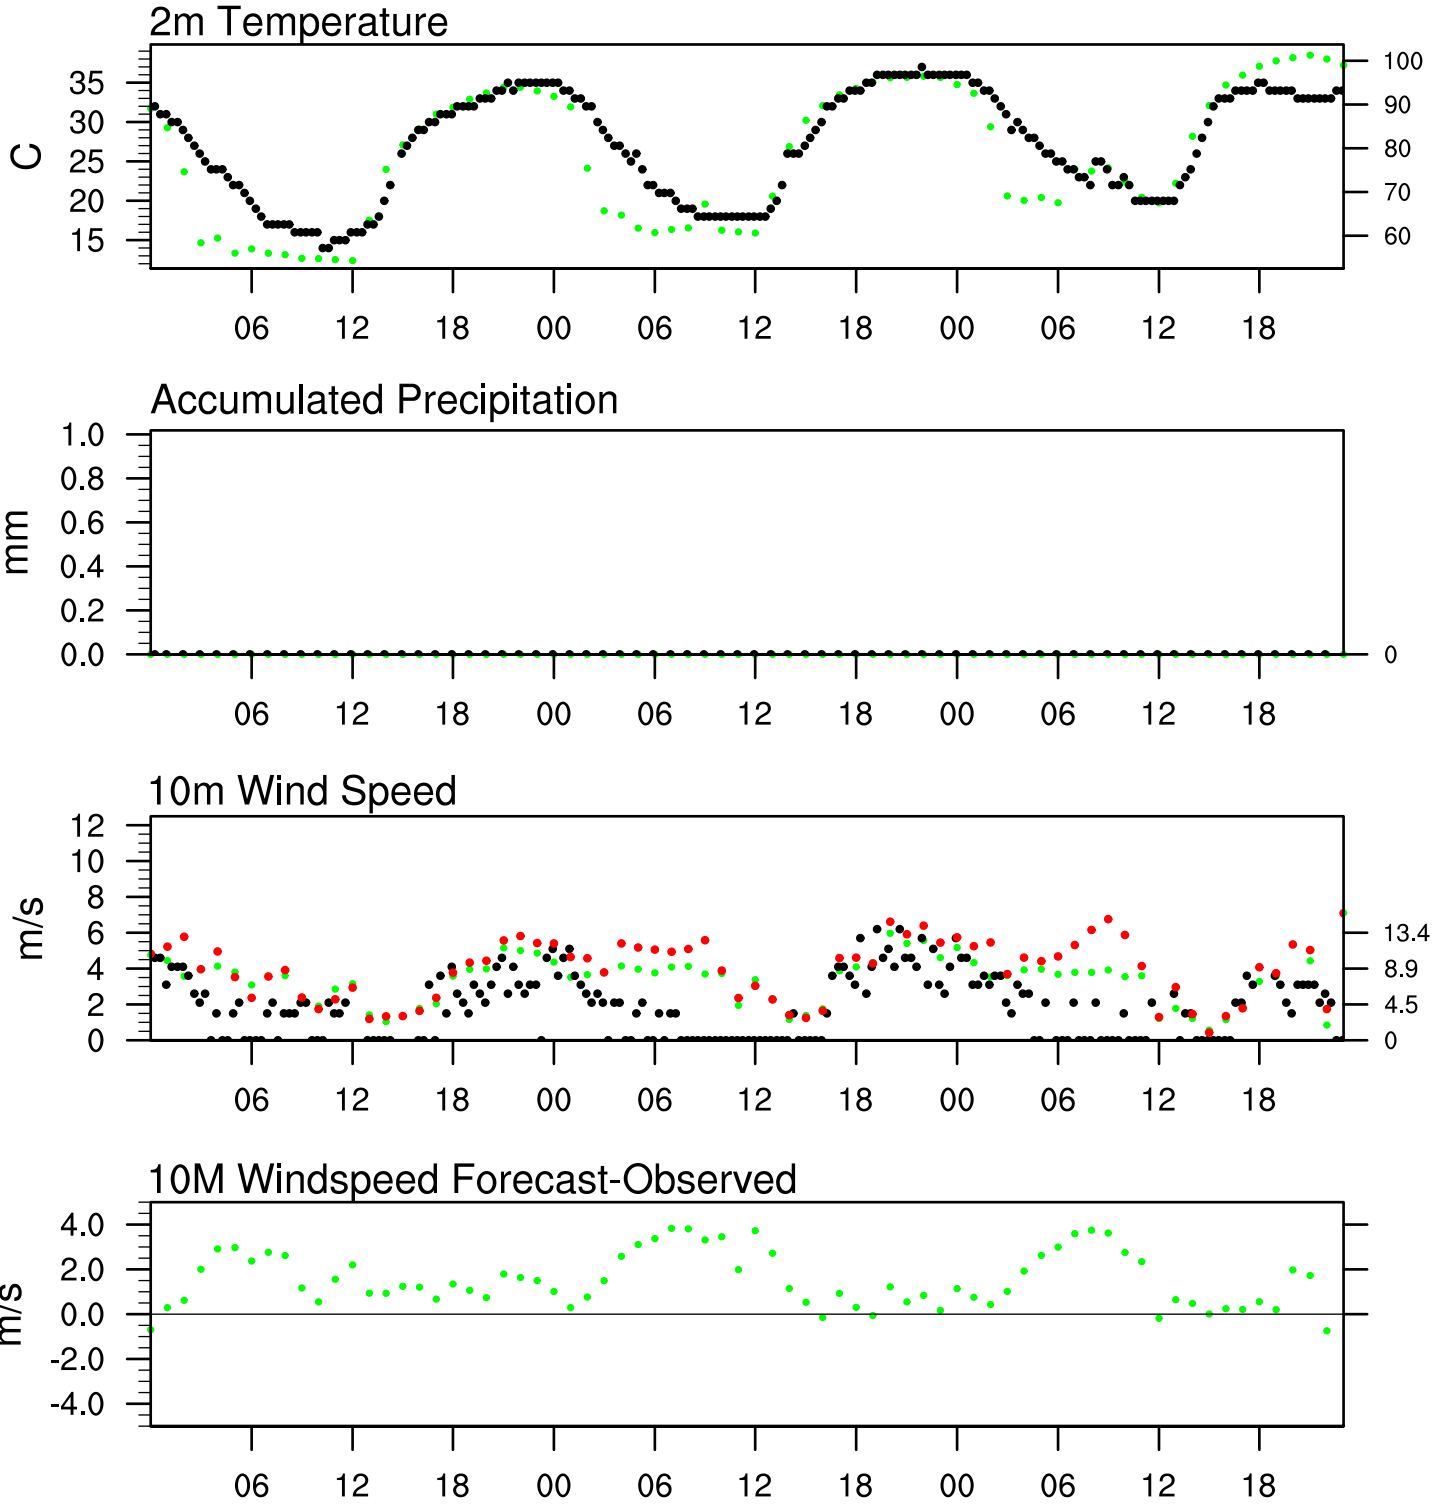 2m Temperature
35
30
25
20
15
C
100
90
80
70
60
06 12 18 00 06 12 18 00 06 12 18
Accumulated Precipitation
1.0
0.8
0.6
0.4
0.2
0.0
mm
0
06 12 18 00 06 12 18 00 06 12 18
10m Wind Speed
12
10
8
6
4
2
0
m/s
13.4
8.9
4.5
0
06 12 18 00 06 12 18 00 06 12 18
10M Windspeed Forecast-Observed
4.0
2.0
0.0
-2.0
-4.0
m/s
06 12 18 00 06 12 18 00 06 12 18